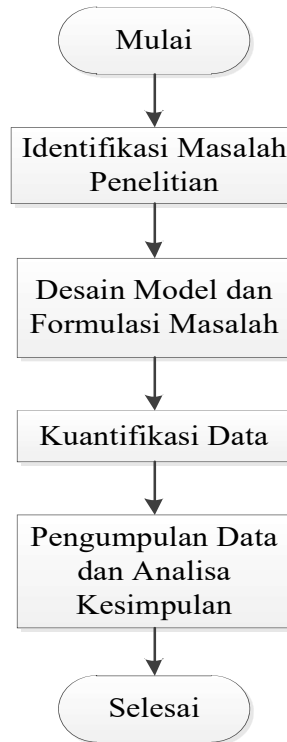 Mulai
Identifikasi Masalah
Penelitian
Desain Model dan
Formulasi Masalah
Kuantifikasi Data
Pengumpulan Data
dan Analisa
Kesimpulan
Selesai